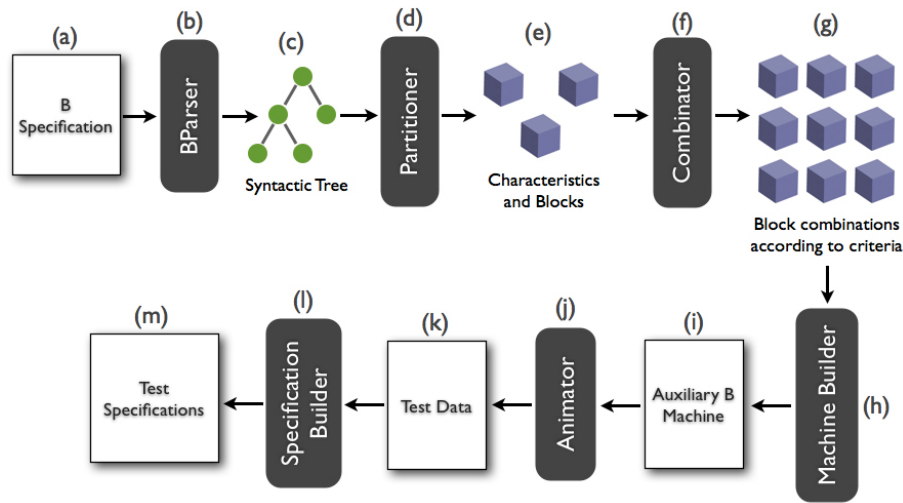 (a)
B
Specification
(b)
BParser
(c)
Syntactic Tree
(d)
Partitioner
(e)
Characteristics
and Blocks
(f)
Combinator
(g)
Block combinations
according to criteria
(h)
Machine Builder
(i)
Auxiliary B
Machine
(j)
Animator
(k)
Test Data
(l)
Specification
Builder
(m)
Test
Specifications